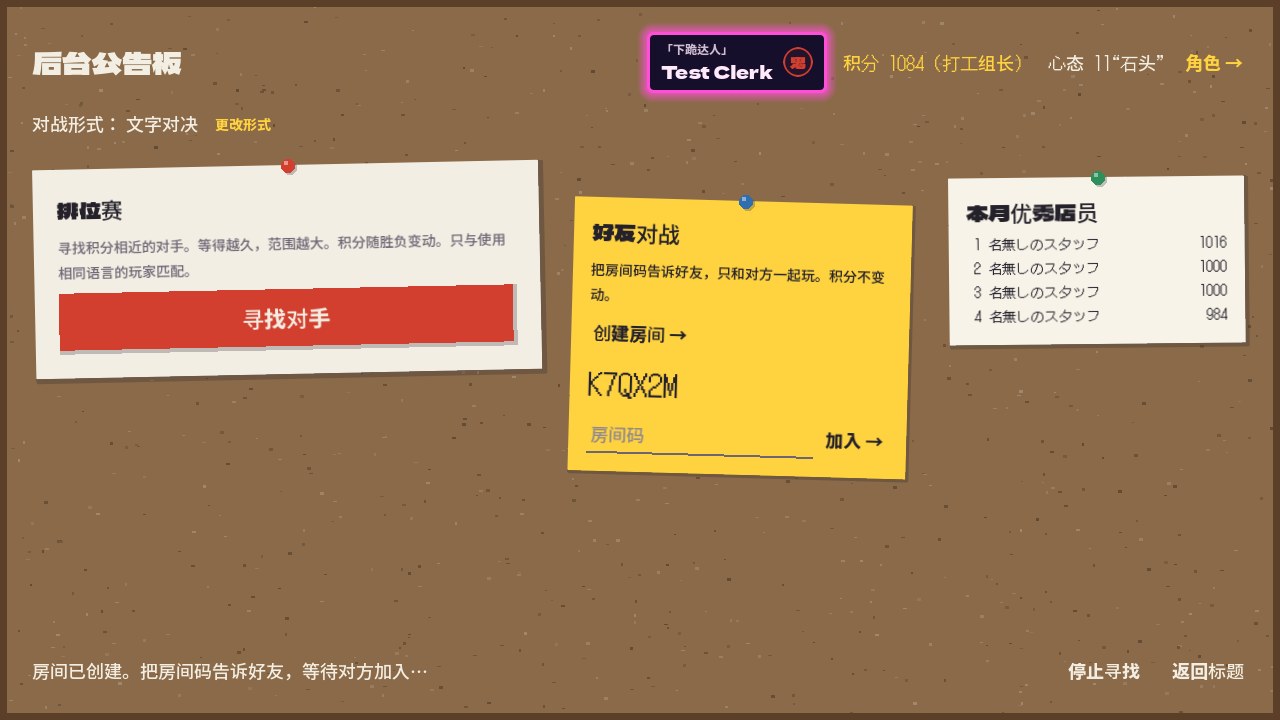 后台公告板
「下跪达人」
Test Clerk
积分 1084（打工组长）
心态 11“石头”
角色 →
对战形式： 文字对决 更改形式
排位赛
寻找积分相近的对手。等得越久，范围越大。积分随胜负变动。只与使用
相同语言的玩家匹配。
寻找对手
好友对战
把房间码告诉好友，只和对方一起玩。积分不变
动。
创建房间 →
K7QX2M
房间码
加入 →
本月优秀店员
1 名無しのスタッフ 1016
2 名無しのスタッフ 1000
3 名無しのスタッフ 1000
4 名無しのスタッフ 984
房间已创建。把房间码告诉好友，等待对方加入…
停止寻找 返回标题